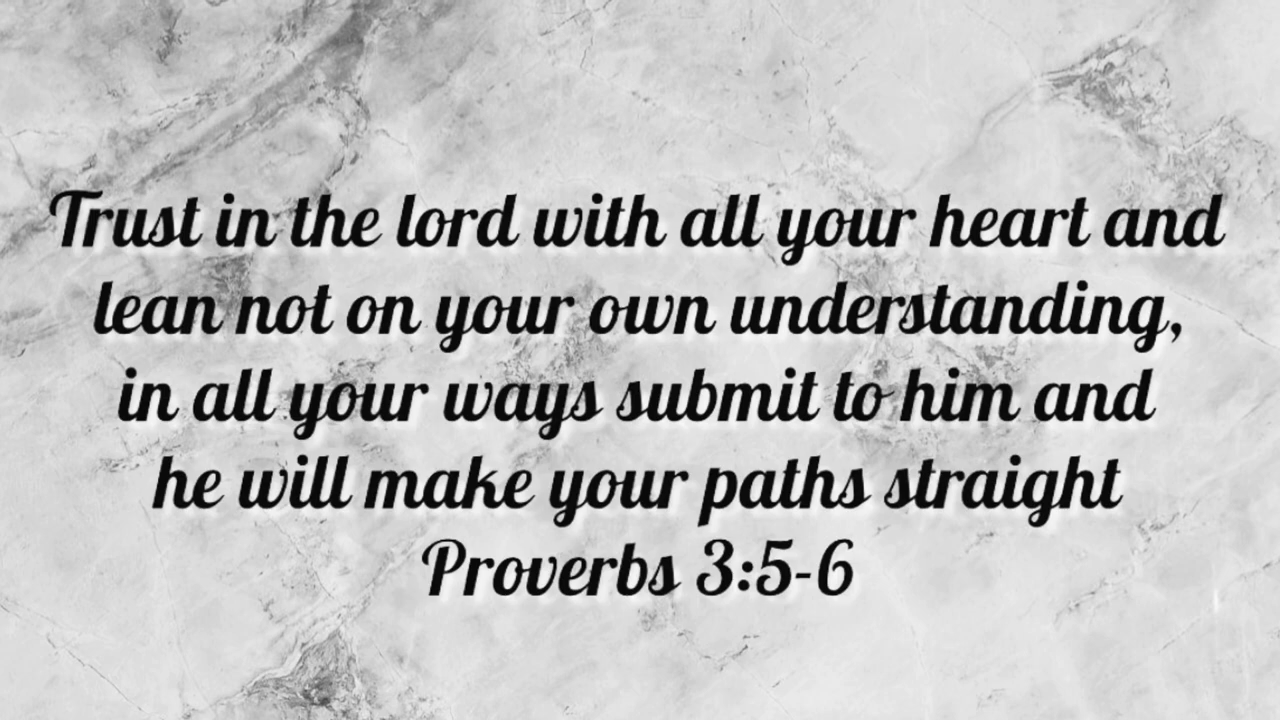 Trust in the lord with all your heart and
lean not on your own understanding,
in all your ways submit to him and
he will make your paths straight
Proverbs 3:5-6